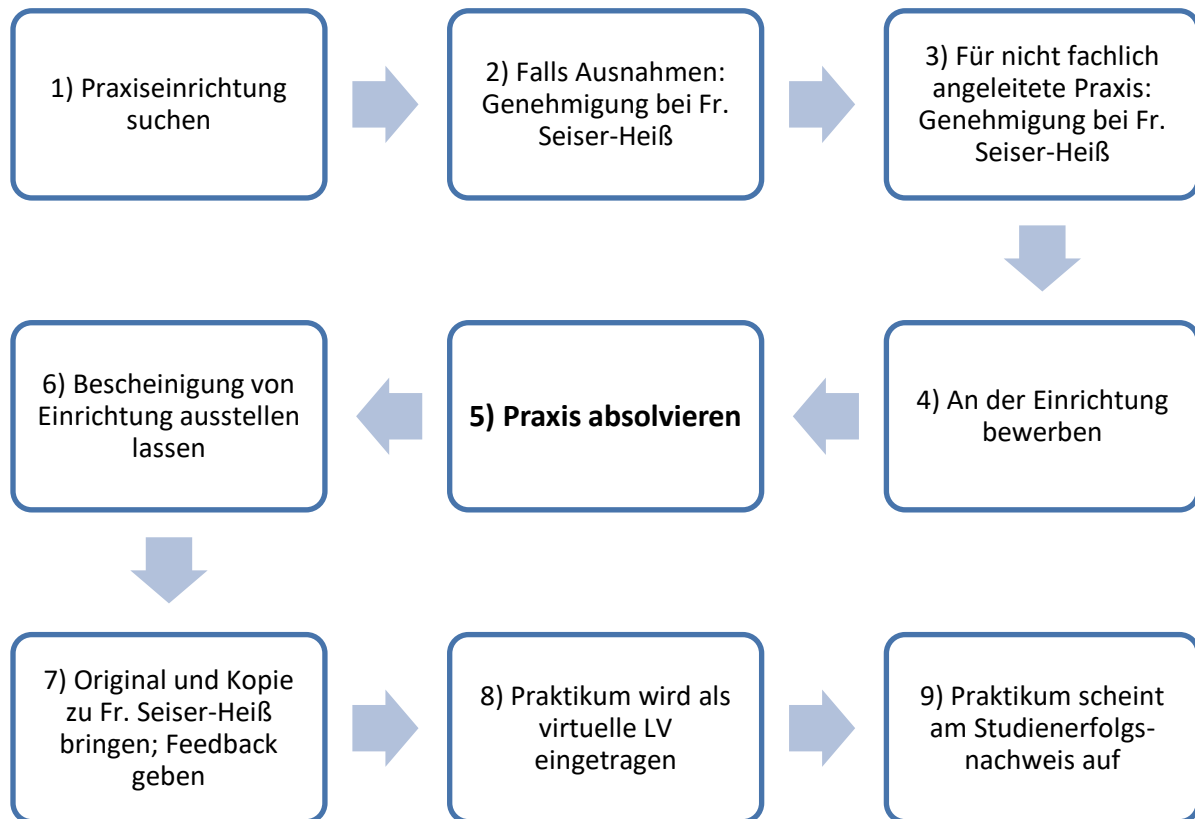 1) Praxiseinrichtung
suchen
2) Falls Ausnahmen:
Genehmigung bei Fr.
Seiser-Heiß
3) Für nicht fachlich
angeleitete Praxis:
Genehmigung bei Fr.
Seiser-Heiß
4) An der Einrichtung
bewerben
5) Praxis absolvieren
6) Bescheinigung von
Einrichtung ausstellen
lassen
7) Original und Kopie
zu Fr. Seiser-Heiß
bringen; Feedback
geben
8) Praktikum wird als
virtuelle LV
eingetragen
9) Praktikum scheint
am Studienerfolgs-
nachweis auf